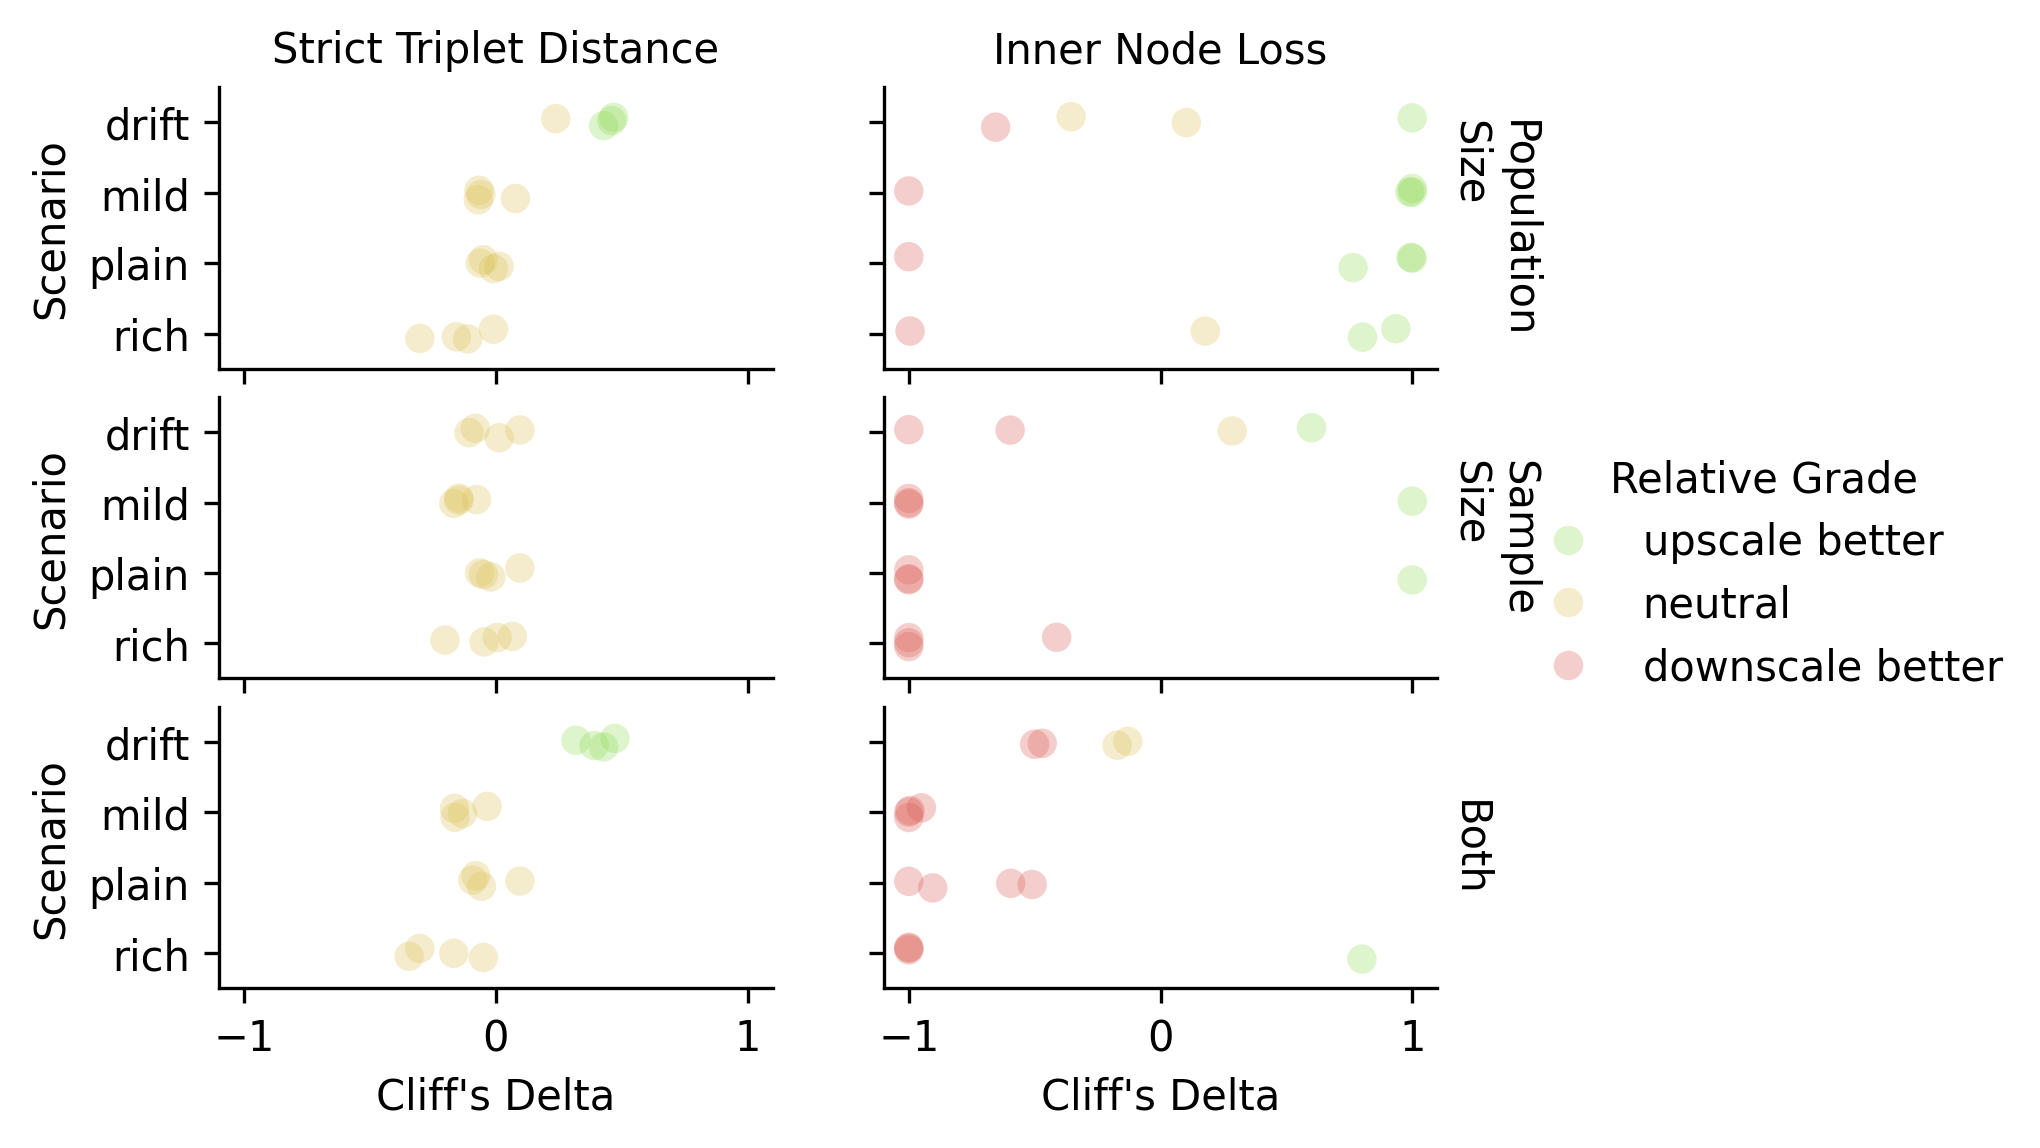 Strict Triplet Distance
Inner Node Loss
Scenario
drift
mild
plain
rich
Population
Size
Scenario
drift
mild
plain
rich
Sample
Size
Relative Grade
upscale better
neutral
downscale better
Scenario
drift
mild
plain
rich
Both
−1
0
1
−1
0
1
Cliff's Delta
Cliff's Delta